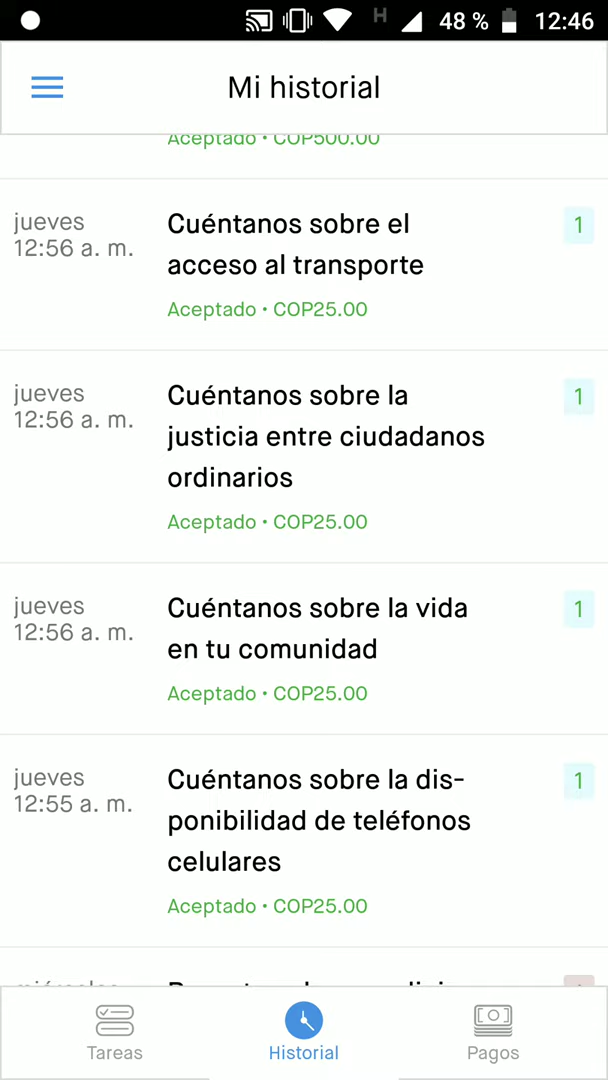 H 48 % 12:46
Mi historial
Aceptado • COP500.00
jueves
12:56 a. m.
Cuéntanos sobre el
acceso al transporte
Aceptado • COP25.00
1
jueves
12:56 a. m.
Cuéntanos sobre la
justicia entre ciudadanos
ordinarios
Aceptado • COP25.00
1
jueves
12:56 a. m.
Cuéntanos sobre la vida
en tu comunidad
Aceptado • COP25.00
1
jueves
12:55 a. m.
Cuéntanos sobre la dis-
ponibilidad de teléfonos
celulares
Aceptado • COP25.00
1
Tareas
Historial
Pagos